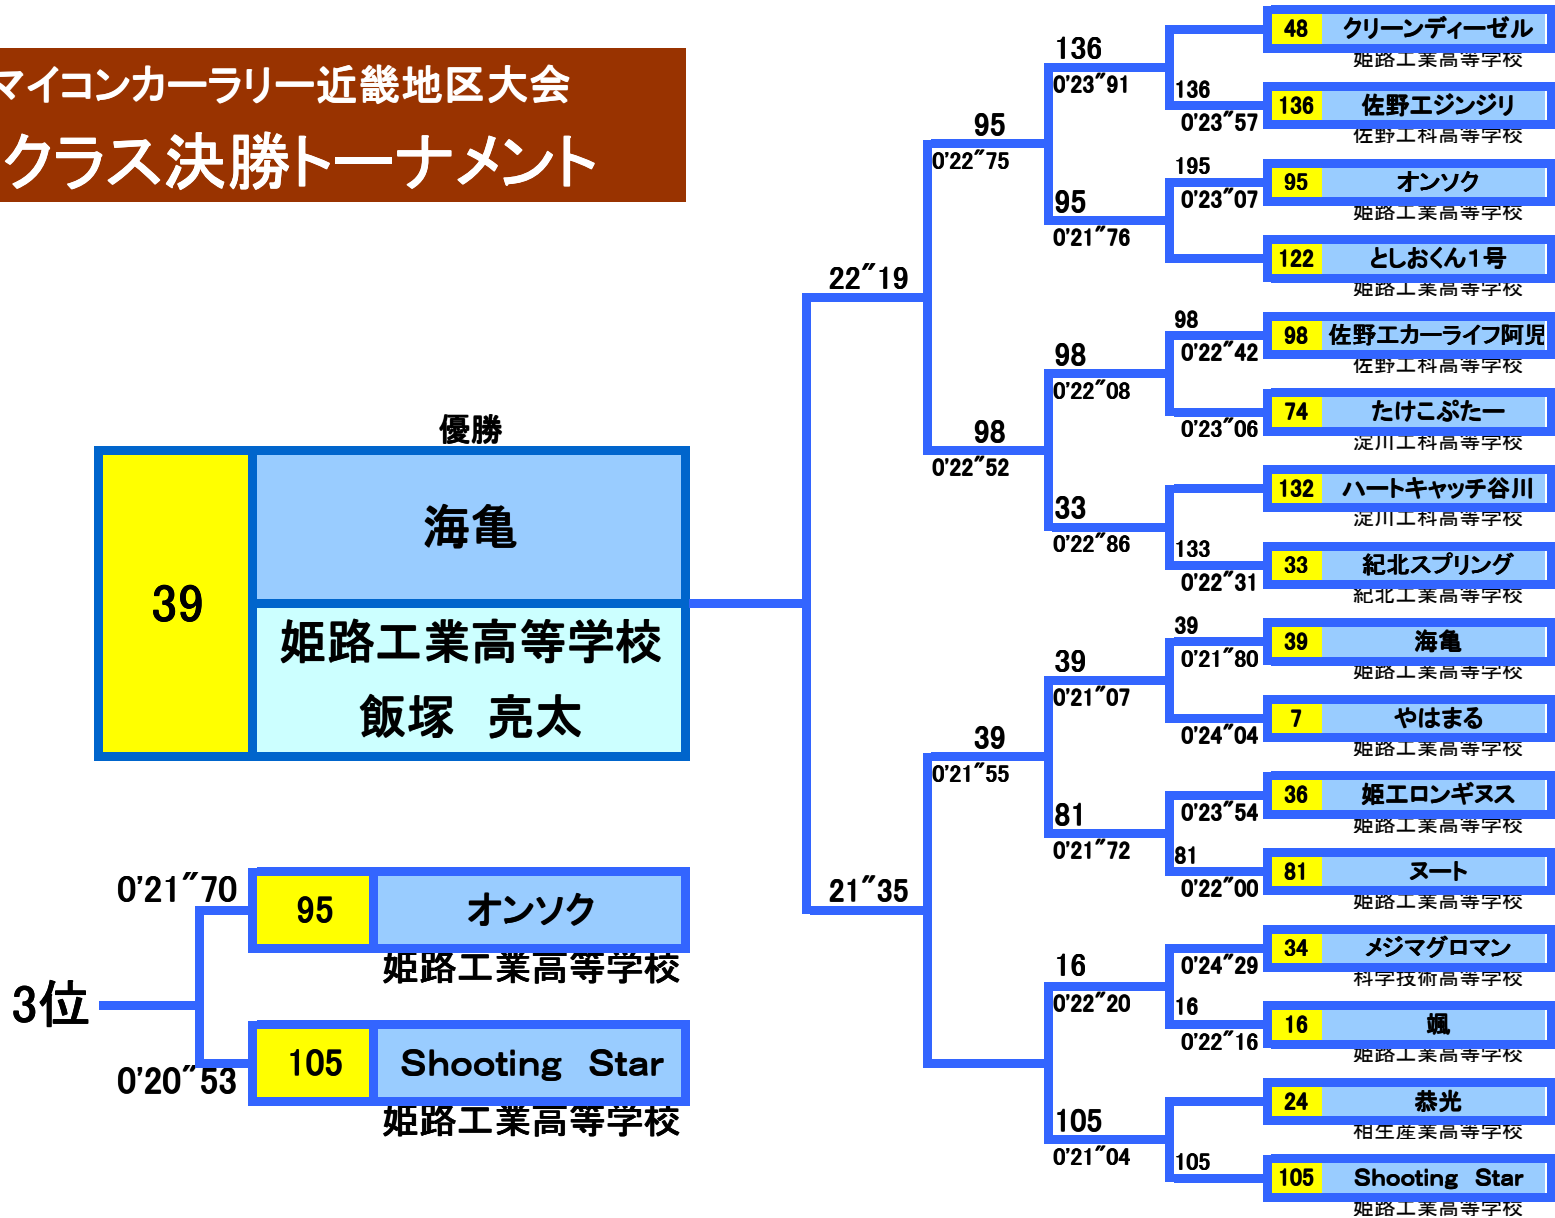 マイコンカーラリー近畿地区大会
クラス決勝トーナメント
優勝
39
海亀
姫路工業高等学校
飯塚 亮太
3位
0'21"70
95
オンソク
姫路工業高等学校
0'20"53
105
Shooting Star
姫路工業高等学校
22"19
21"35
95
0'22"75
98
0'22"52
39
0'21"55
136
0'23"91
95
0'21"76
98
0'22"08
33
0'22"86
39
0'21"07
81
0'21"72
16
0'22"20
105
0'21"04
48 クリーンディーゼル
姫路工業高等学校
136
0'23"57
136 佐野エジンジリ
佐野工科高等学校
195
0'23"07
95 オンソク
姫路工業高等学校
122 としおくん1号
姫路工業高等学校
98
0'22"42
98 佐野工カーライフ阿児
佐野工科高等学校
0'23"06
74 たけこぷたー
淀川工科高等学校
132 ハートキャッチ谷川
淀川工科高等学校
133
0'22"31
33 紀北スプリング
紀北工業高等学校
39
0'21"80
39 海亀
姫路工業高等学校
0'24"04
7 やはまる
姫路工業高等学校
0'23"54
36 姫工ロンギヌス
姫路工業高等学校
81
0'22"00
81 ヌート
姫路工業高等学校
0'24"29
34 メジマグロマン
科学技術高等学校
16
0'22"16
16 颯
姫路工業高等学校
24 恭光
相生産業高等学校
105
105 Shooting Star
姫路工業高等学校